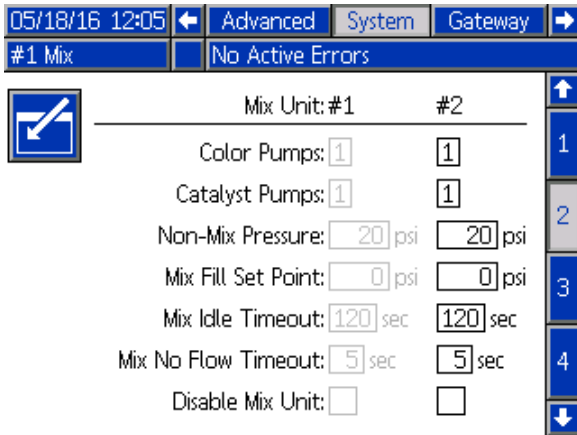 05/18/16 12:05 Advanced System Gateway
#1 Mix No Active Errors
Mix Unit: #1 #2
Color Pumps: 1 1
Catalyst Pumps: 1 1
Non-Mix Pressure: 20 psi 20 psi
Mix Fill Set Point: 0 psi 0 psi
Mix Idle Timeout: 120 sec 120 sec
Mix No Flow Timeout: 5 sec 5 sec
Disable Mix Unit:
1
2
3
4